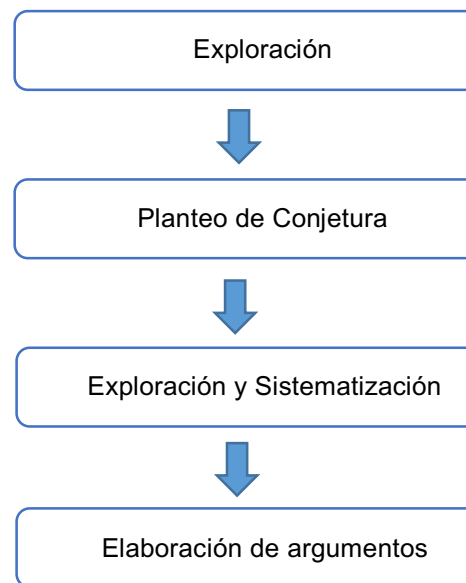 Exploración
Planteo de Conjetura
Exploración y Sistematización
Elaboración de argumentos